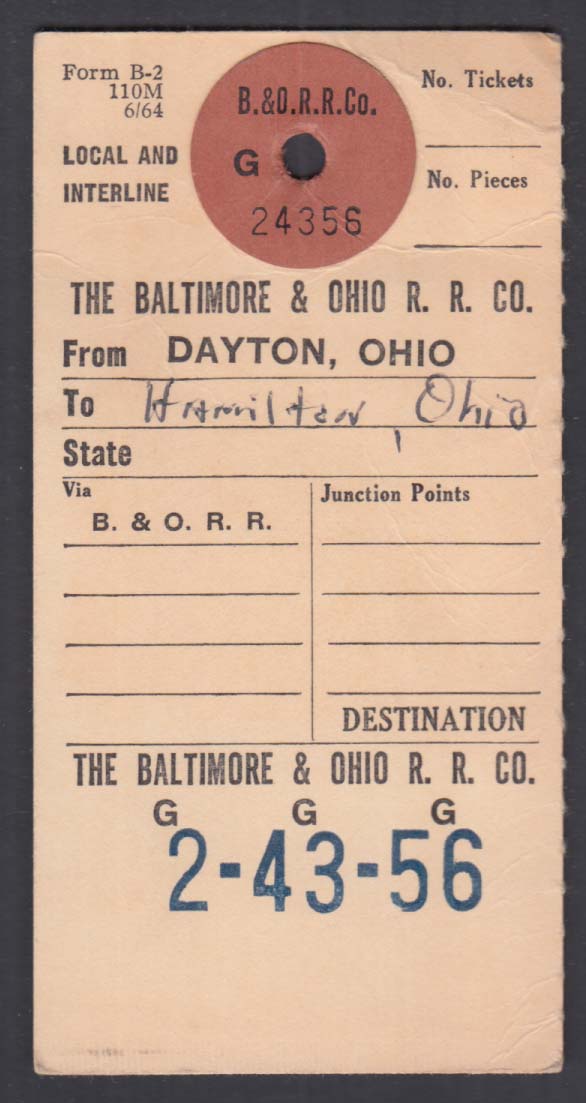 Form B-2
110M
6/64
LOCAL AND
INTERLINE
B.&O.R.R.Co.
G
24356
No. Tickets
No. Pieces
THE BALTIMORE & OHIO R. R. CO.
From DAYTON, OHIO
To Hamilton, Ohio
State
Via
B. & O. R. R.
Junction Points
DESTINATION
THE BALTIMORE & OHIO R. R. CO.
G G G
2-43-56